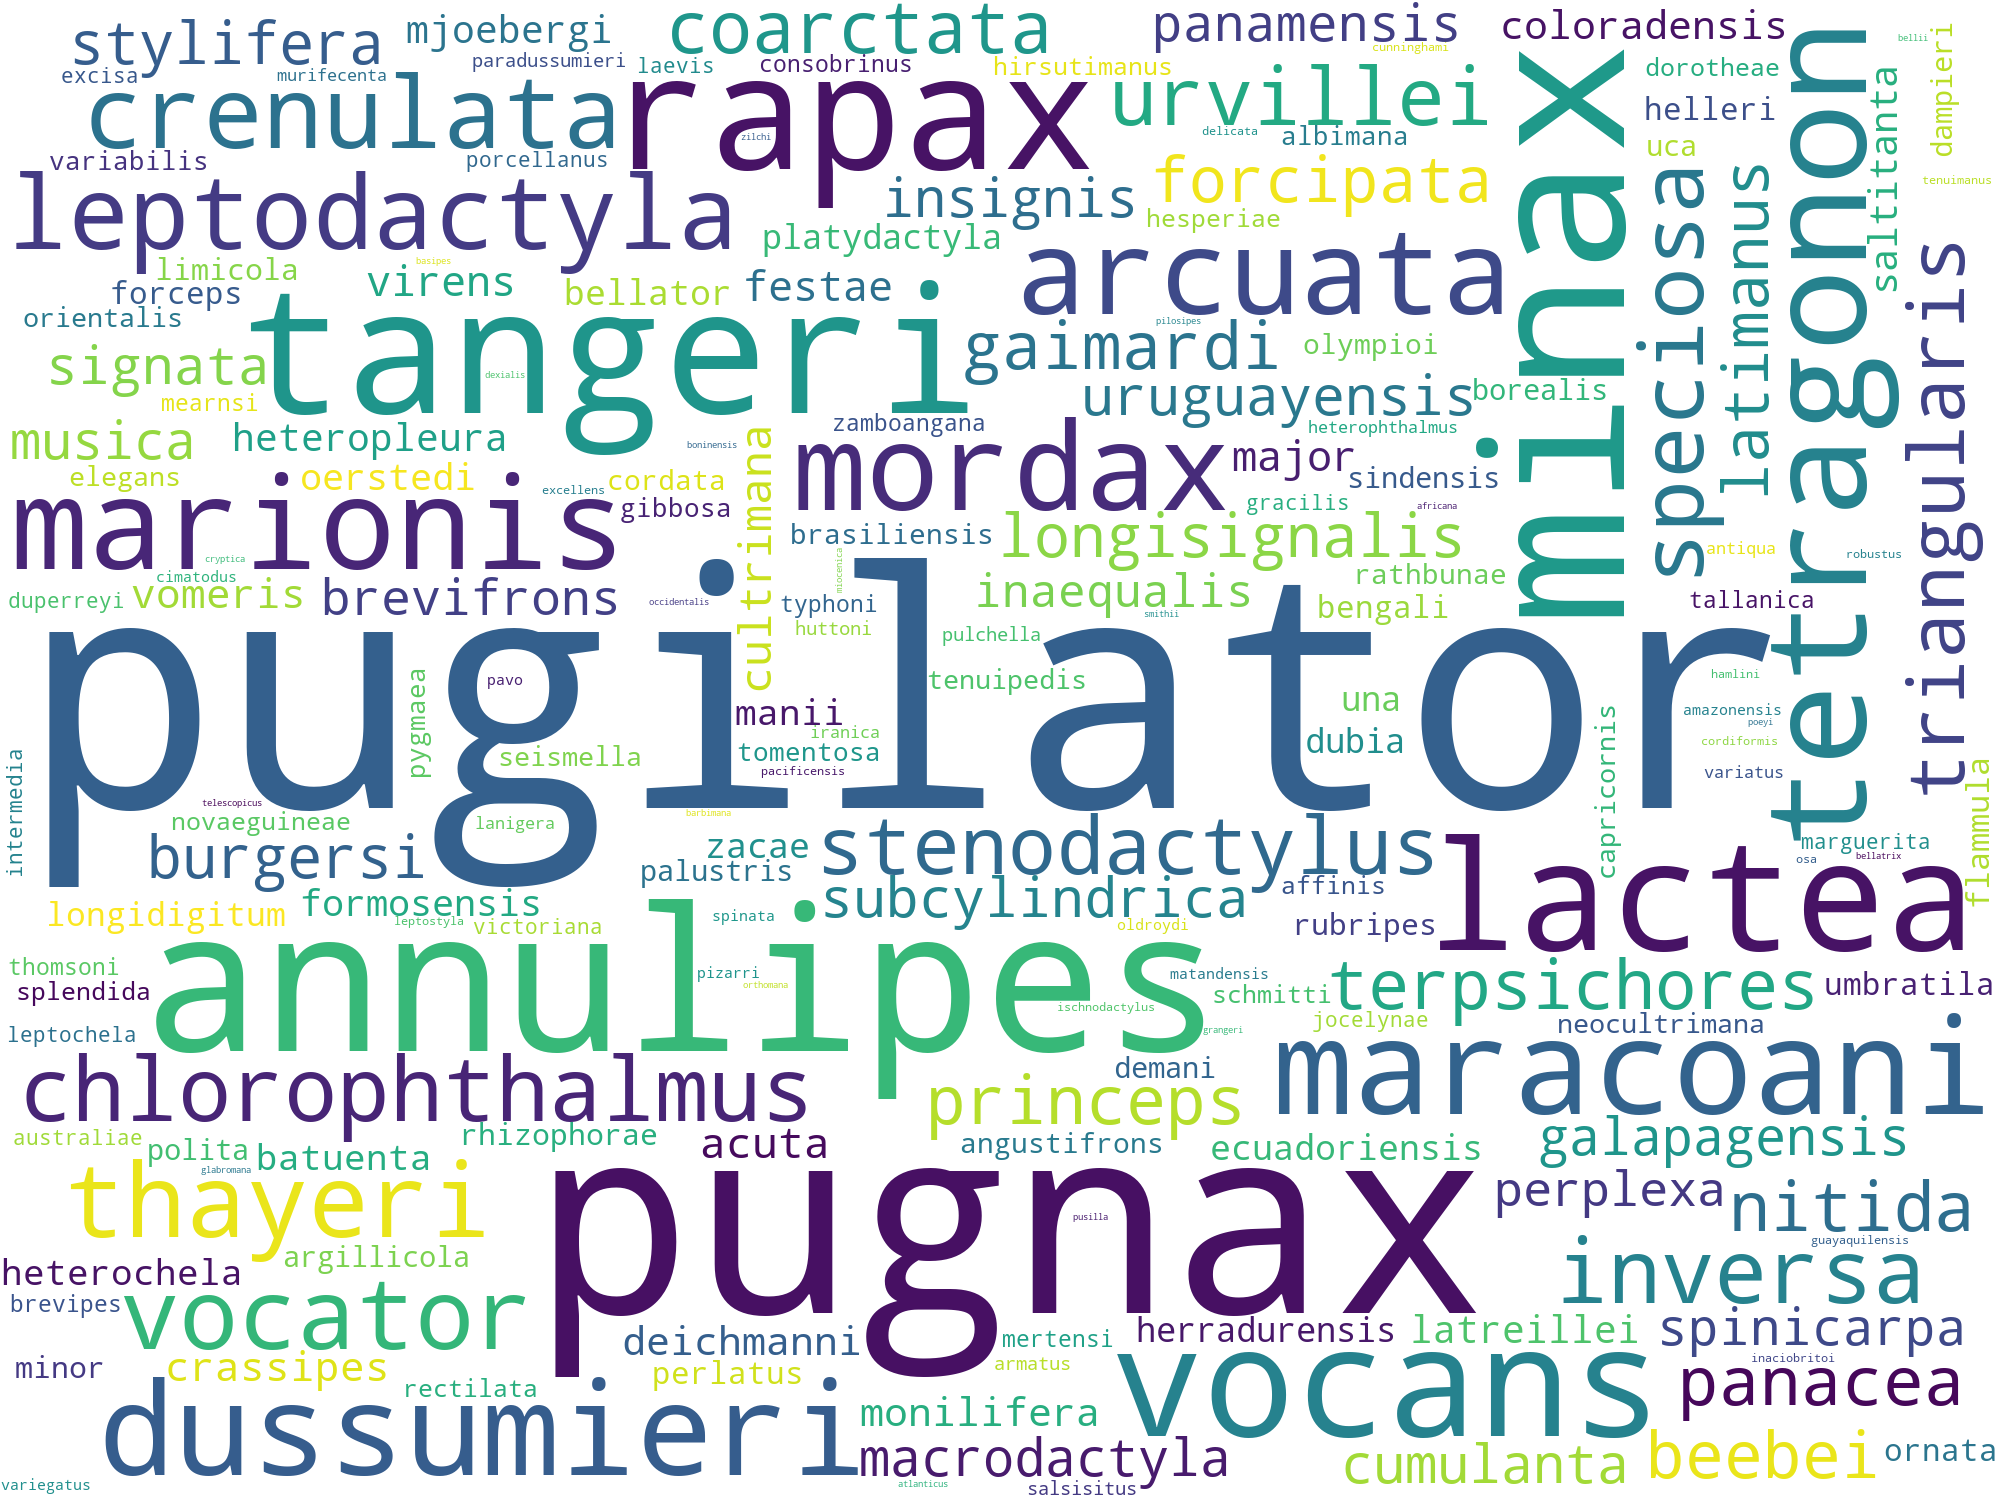 stylifera
mjoebergi
coarctata
panamensis
coloradensis
cunninghami
bellii
excisa
murifecenta
paradussumieri
laevis
consobrinus
hirsutimanus
dorotheae
dampieri
crenulata
rapax
urvillei
minax
tetragonon
saltitanta
helleri
zilchi
delicata
albimana
uca
variabilis
porcellanus
speciosa
latimanus
tenuimanus
leptodactyla
insignis
forcipata
hesperiae
platydactyla
arcuata
triangularis
limicola
basipes
virens
bellator
festae
forceps
orientalis
tangeri
gaimardi
pilosipes
olympioi
signata
dexialis
mearnsi
uruguayensis
borealis
musica
heteropleura
boninensis
cultrimana
zamboangana
mordax
heterophthalmus
major
sindensis
elegans
oerstedi
excellens
cordata
marionis
gibbosa
gracilis
africana
brasiliensis
longisignalis
antiqua
robustus
cryptica
cimatodus
miocenica
rathbunae
duperreyi
vomeris
brevifrons
occidentalis
typhoni
inaequalis
bengali
tallanica
huttoni
smithii
pulchella
pugilator
pygmaea
pavo
tenuipedis
una
hamlini
manii
iranica
amazonensis
poeyi
intermedia
seismella
tomentosa
dubia
capricornis
cordiformis
pacificensis
variatus
flammula
telescopicus
barbimana
novaeguineae
lanigera
burgersi
zacae
stenodactylus
marguerita
osa
bellatrix
palustris
lactea
affinis
longidigitum
formosensis
subcylindrica
leptostyla
victoriana
spinata
oldroydi
rubripes
annulipes
thomsoni
splendida
pizarri
orthomana
matandensis
terpsichores
umbratila
schmitti
ischnodactylus
leptochela
grangeri
jocelynae
neocultrimana
chlorophthalmus
demani
maracoani
princeps
australiae
polita
batuenta
rhizophorae
acuta
angustifrons
ecuadoriensis
galapagensis
glabromana
thayeri
pugnax
pusilla
perplexa
nitida
guayaquilensis
argillicola
heterochela
inversa
brevipes
vocator
deichmanni
mertensi
herradurensis
latreillei
spinicarpa
minor
crassipes
perlatus
armatus
inaciobritoi
rectilata
vocans
panacea
dussumieri
monilifera
macrodactyla
cumulanta
beebei
ornata
variegatus
atlanticus
salsisitus